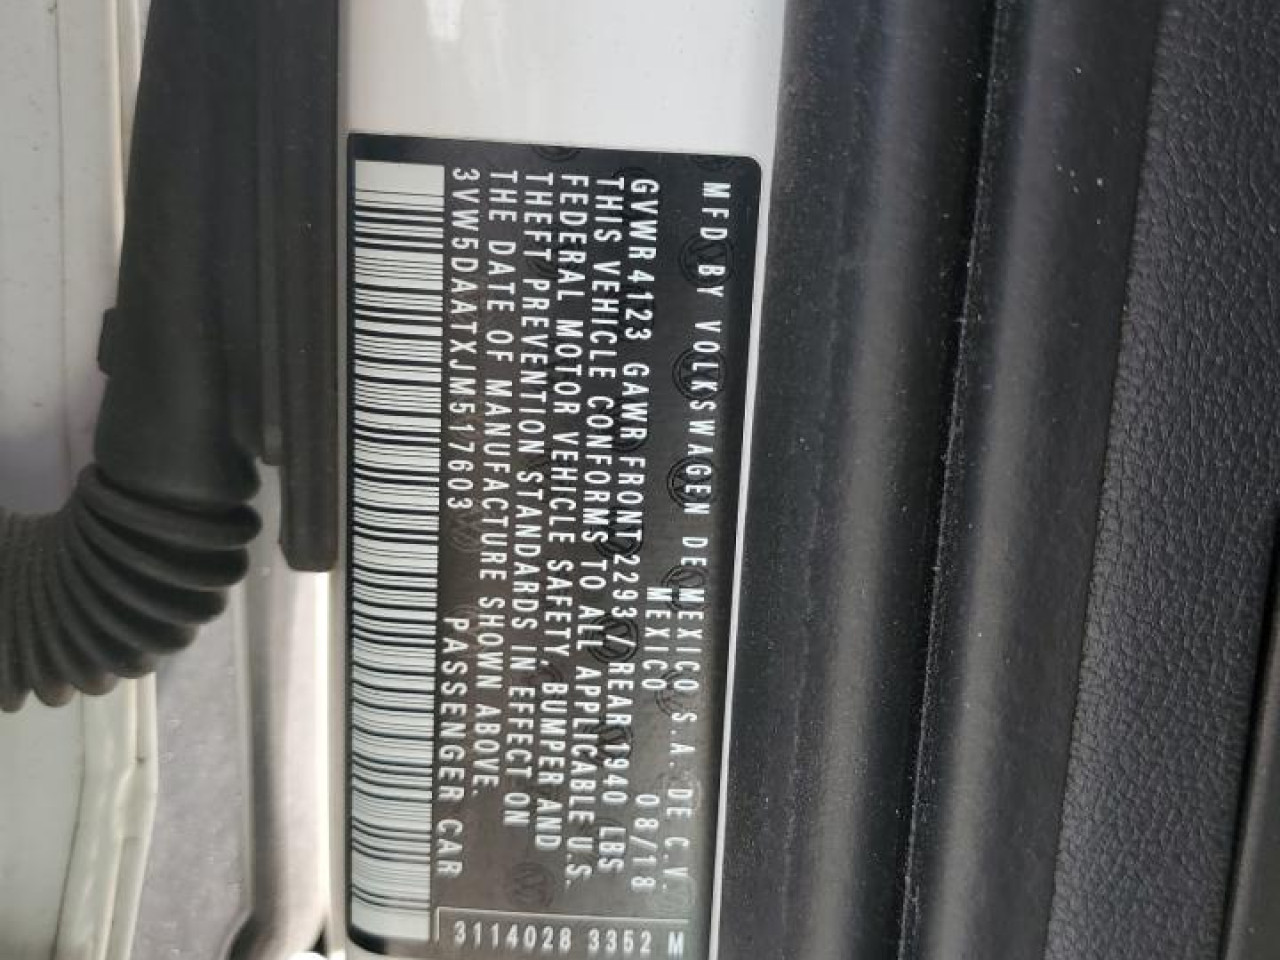 MFD BY VOLKSWAGEN DE MEXICO S.A. DE C.V.
MEXICO 08/18
GVWR 4123 GAWR FRONT 2293 / REAR 1940 LBS
THIS VEHICLE CONFORMS TO ALL APPLICABLE U.S.
FEDERAL MOTOR VEHICLE SAFETY, BUMPER AND
THEFT PREVENTION STANDARDS IN EFFECT ON
THE DATE OF MANUFACTURE SHOWN ABOVE.
3VW5DAATXJM517603 PASSENGER CAR
3114028 3352 M